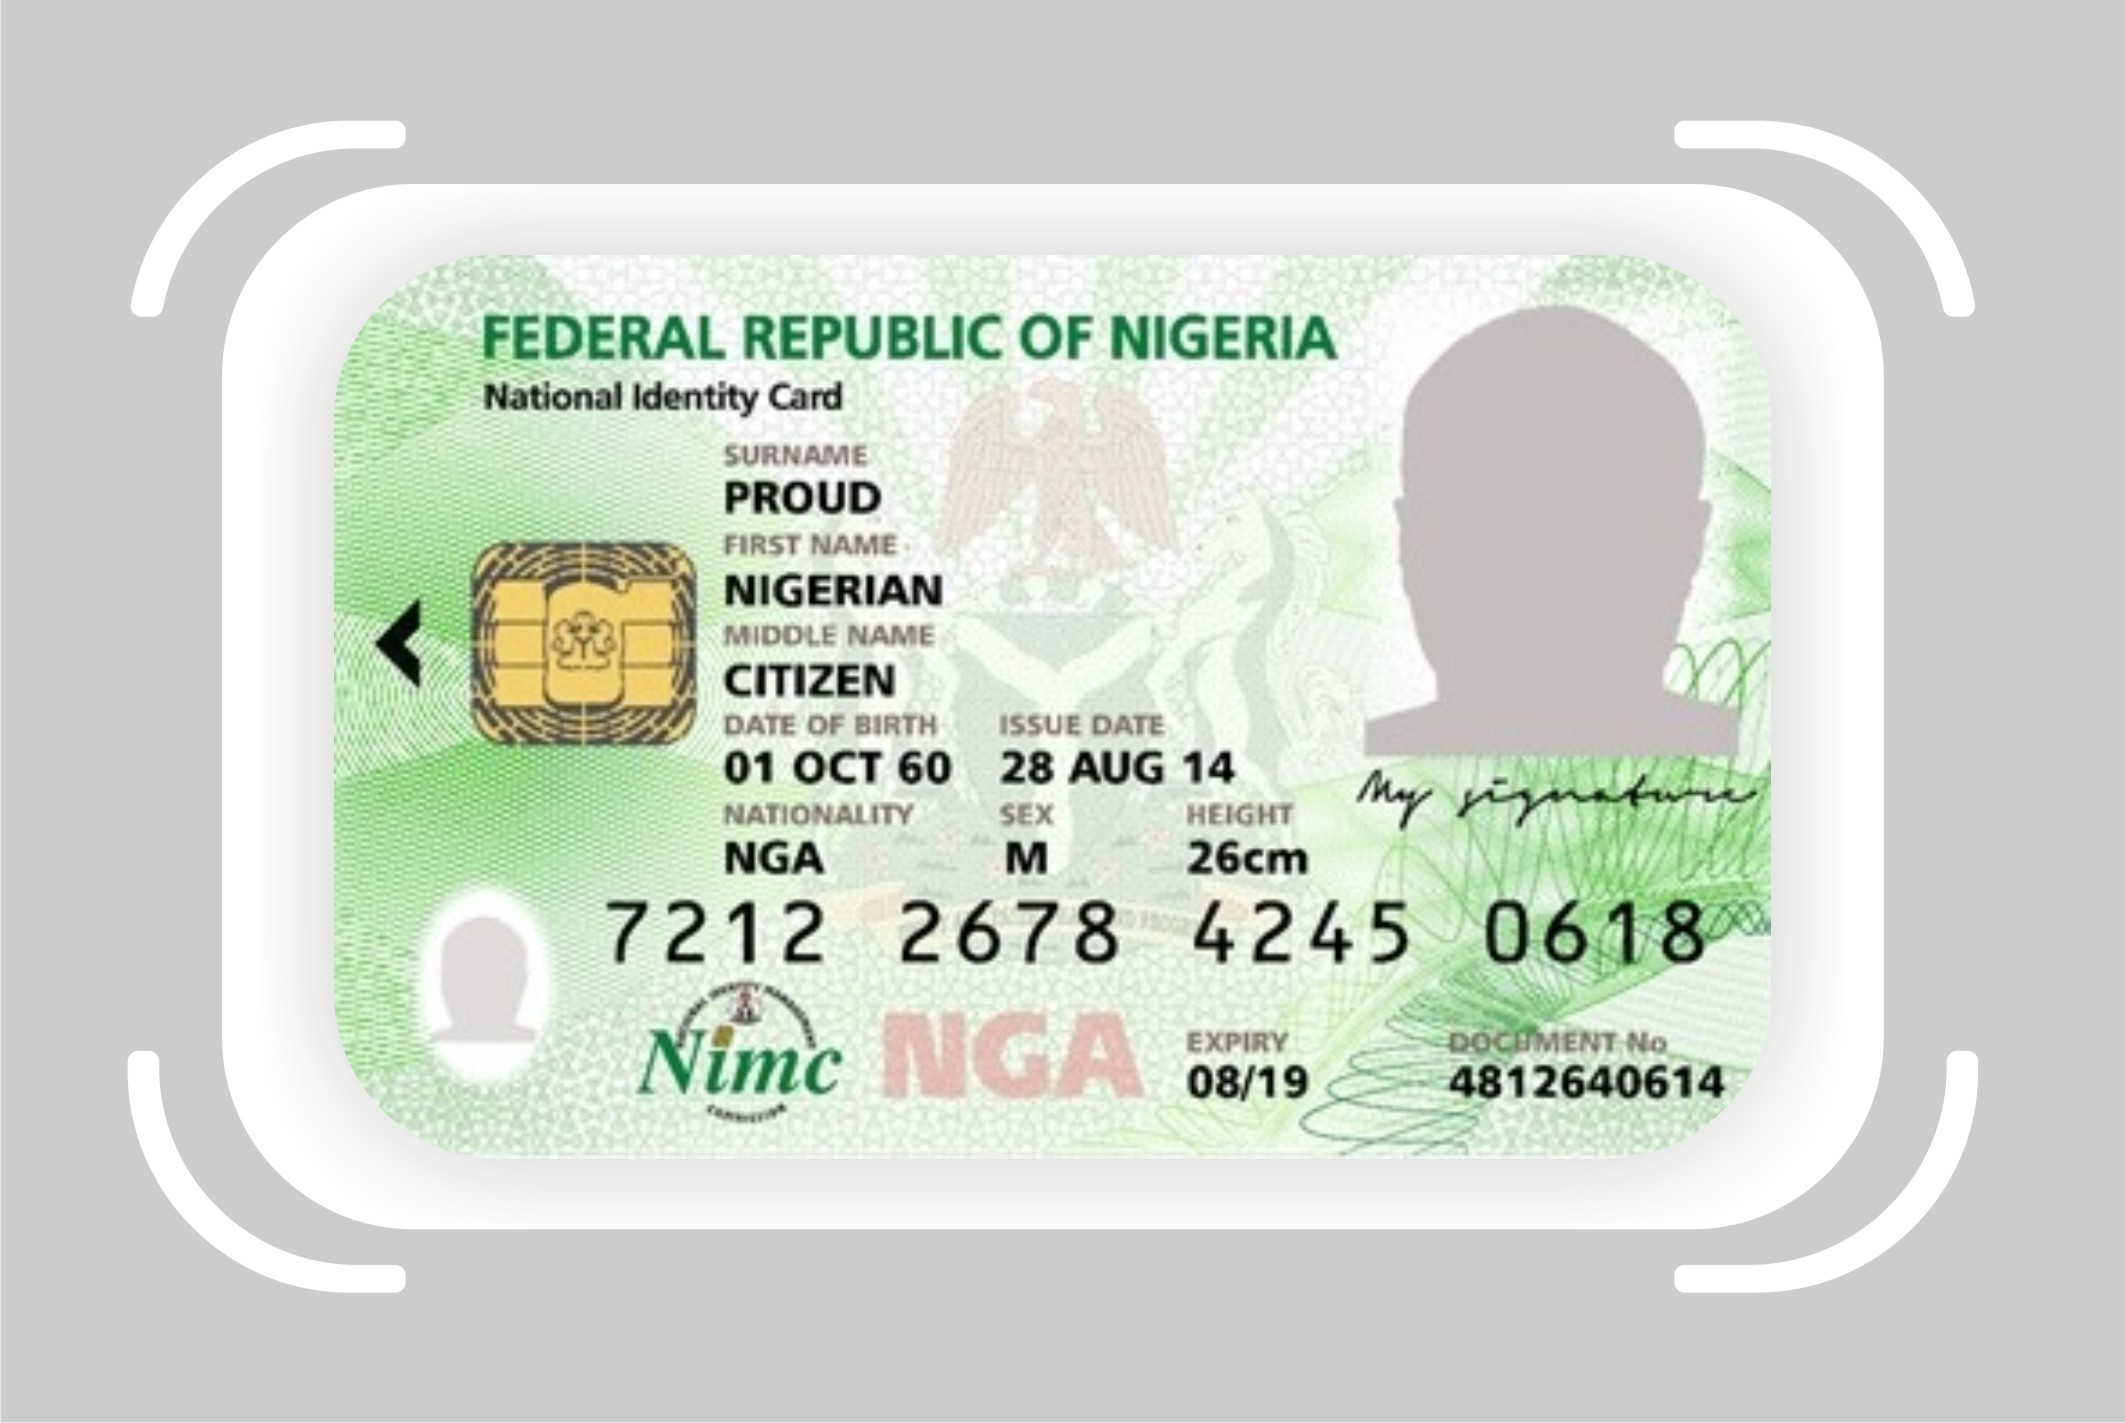 FEDERAL REPUBLIC OF NIGERIA
National Identity Card
SURNAME
PROUD
FIRST NAME
NIGERIAN
MIDDLE NAME
CITIZEN
DATE OF BIRTH ISSUE DATE
01 OCT 60 28 AUG 14
NATIONALITY SEX HEIGHT
NGA M 26cm
My signature
7212 2678 4245 0618
Nimc
COMMISSION
NGA
EXPIRY DOCUMENT No
08/19 4812640614